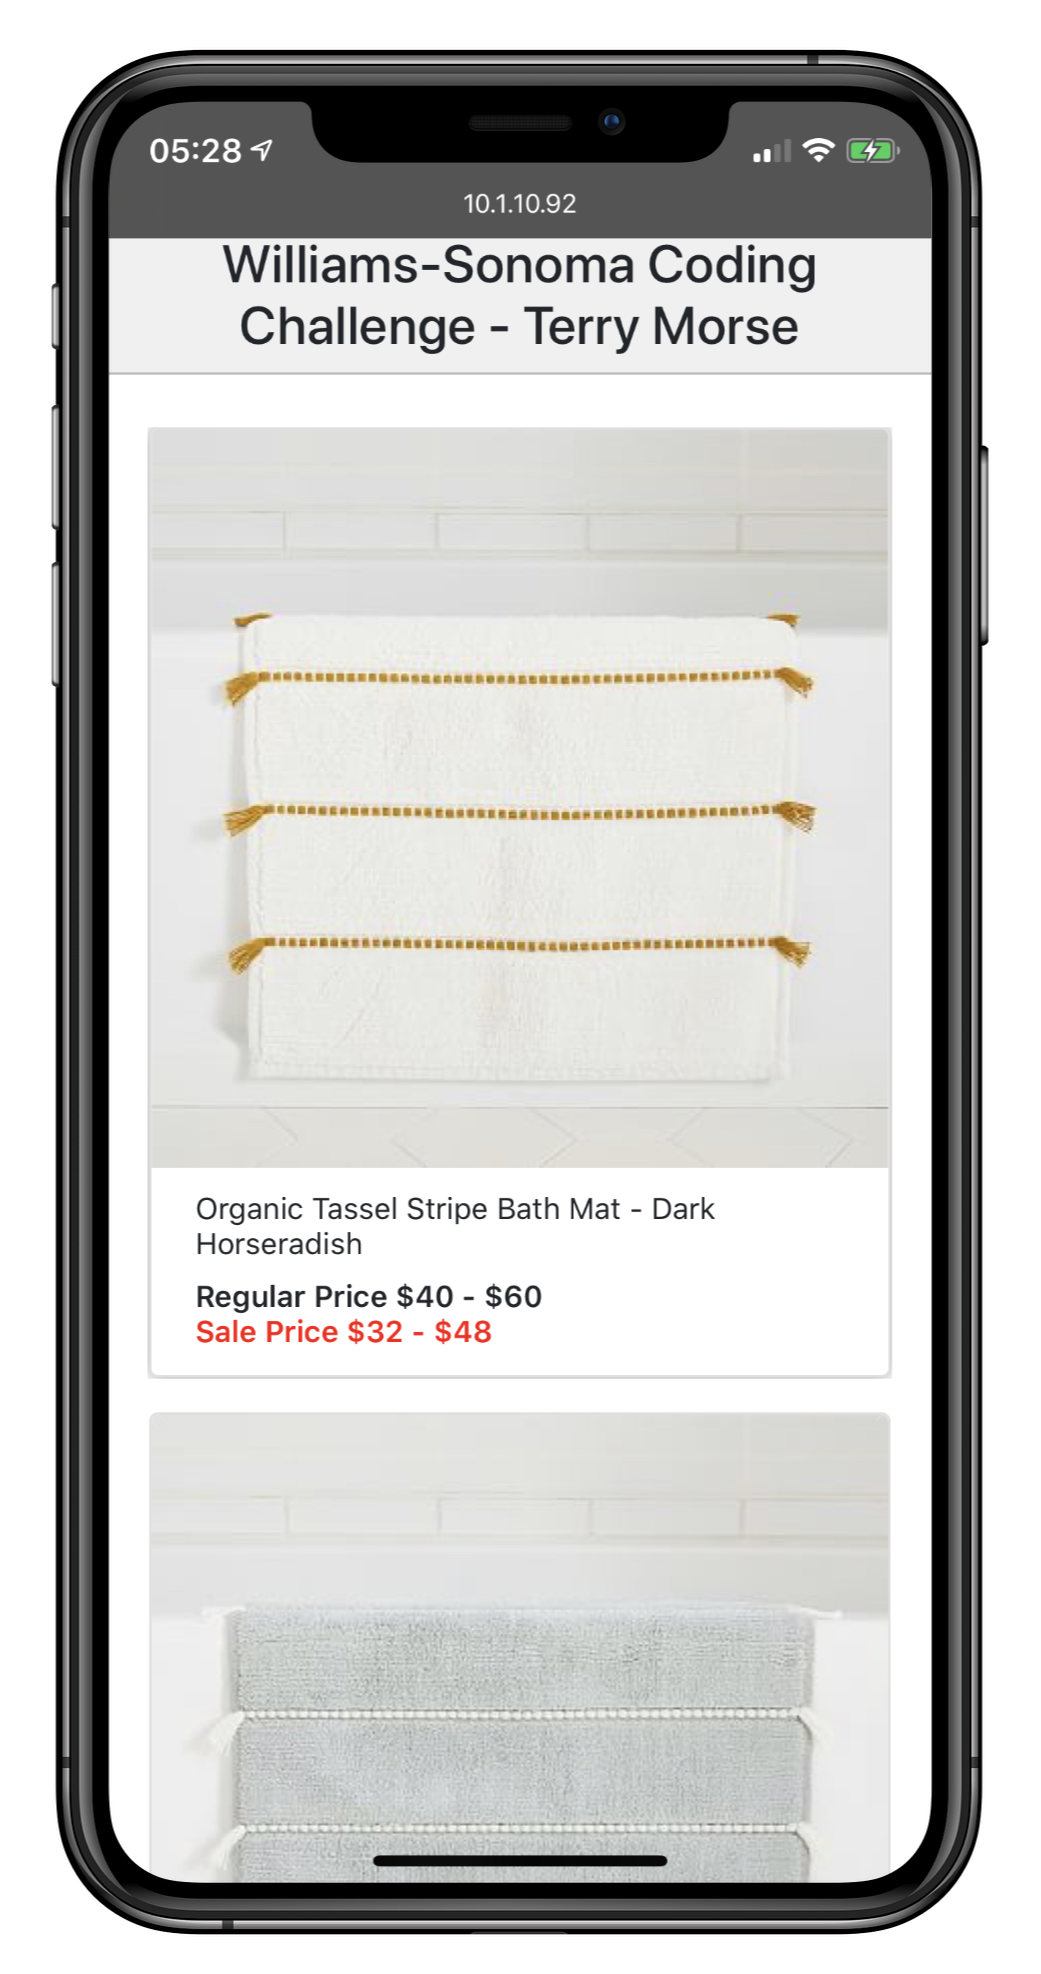 05:28
10.1.10.92
Williams-Sonoma Coding
Challenge - Terry Morse
Organic Tassel Stripe Bath Mat - Dark
Horseradish
Regular Price $40 - $60
Sale Price $32 - $48